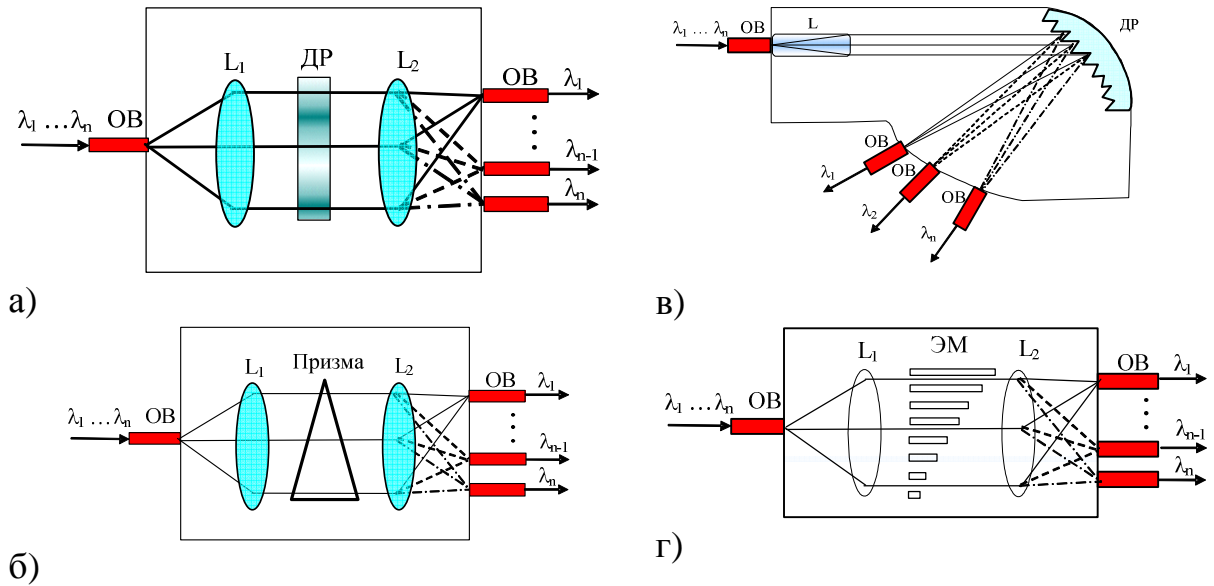 λ₁ ...λₙ ОВ
L₁
ДР
L₂
ОВ
λ₁
λₙ₋₁
λₙ
а)
λ₁ ... λₙ
ОВ
L
ДР
ОВ
λ₁
ОВ
λ₂
ОВ
λₙ
в)
λ₁ ...λₙ ОВ
L₁
Призма
L₂
ОВ
λ₁
λₙ₋₁
λₙ
б)
λ₁ ...λₙ ОВ
L₁
ЭМ
L₂
ОВ
λ₁
λₙ₋₁
λₙ
г)